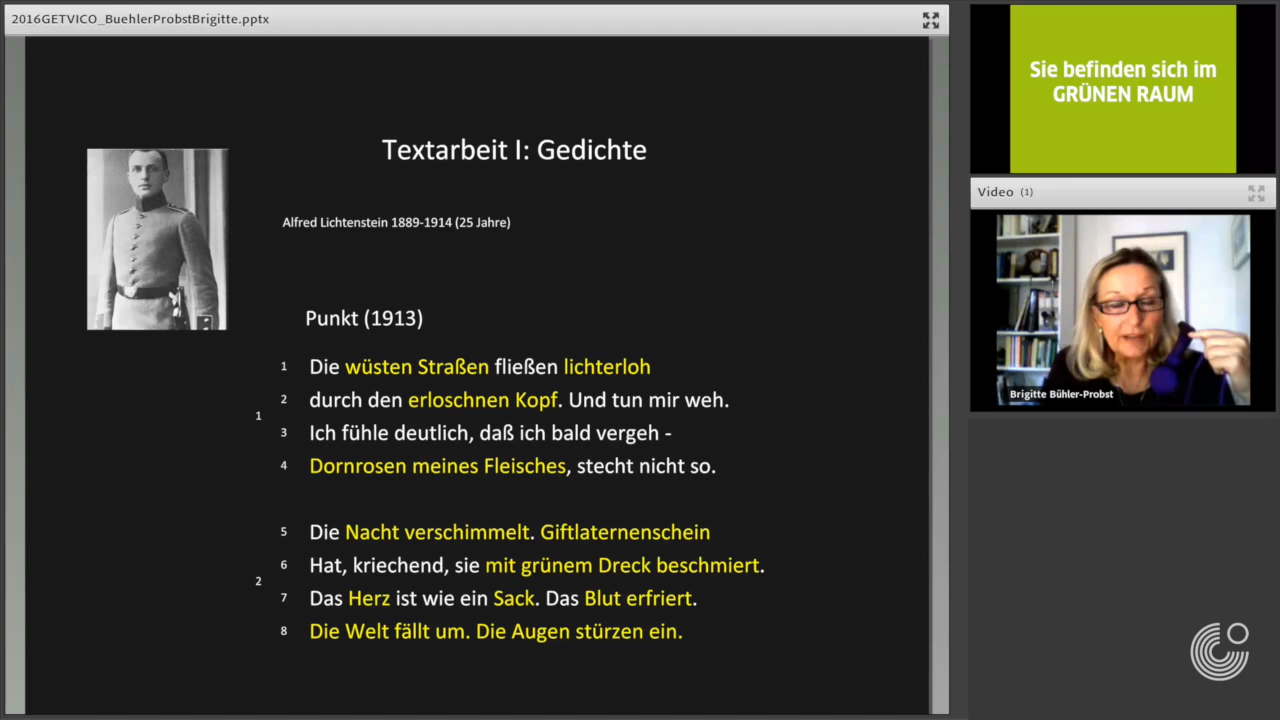 2016GETVICO_BuehlerProbstBrigitte.pptx
Textarbeit I: Gedichte
Alfred Lichtenstein 1889-1914 (25 Jahre)
Punkt (1913)
1
1 Die wüsten Straßen fließen lichterloh
2 durch den erloschnen Kopf. Und tun mir weh.
3 Ich fühle deutlich, daß ich bald vergeh -
4 Dornrosen meines Fleisches, stecht nicht so.
2
5 Die Nacht verschimmelt. Giftlaternenschein
6 Hat, kriechend, sie mit grünem Dreck beschmiert.
7 Das Herz ist wie ein Sack. Das Blut erfriert.
8 Die Welt fällt um. Die Augen stürzen ein.
Sie befinden sich im
GRÜNEN RAUM
Video (1)
Brigitte Bühler-Probst